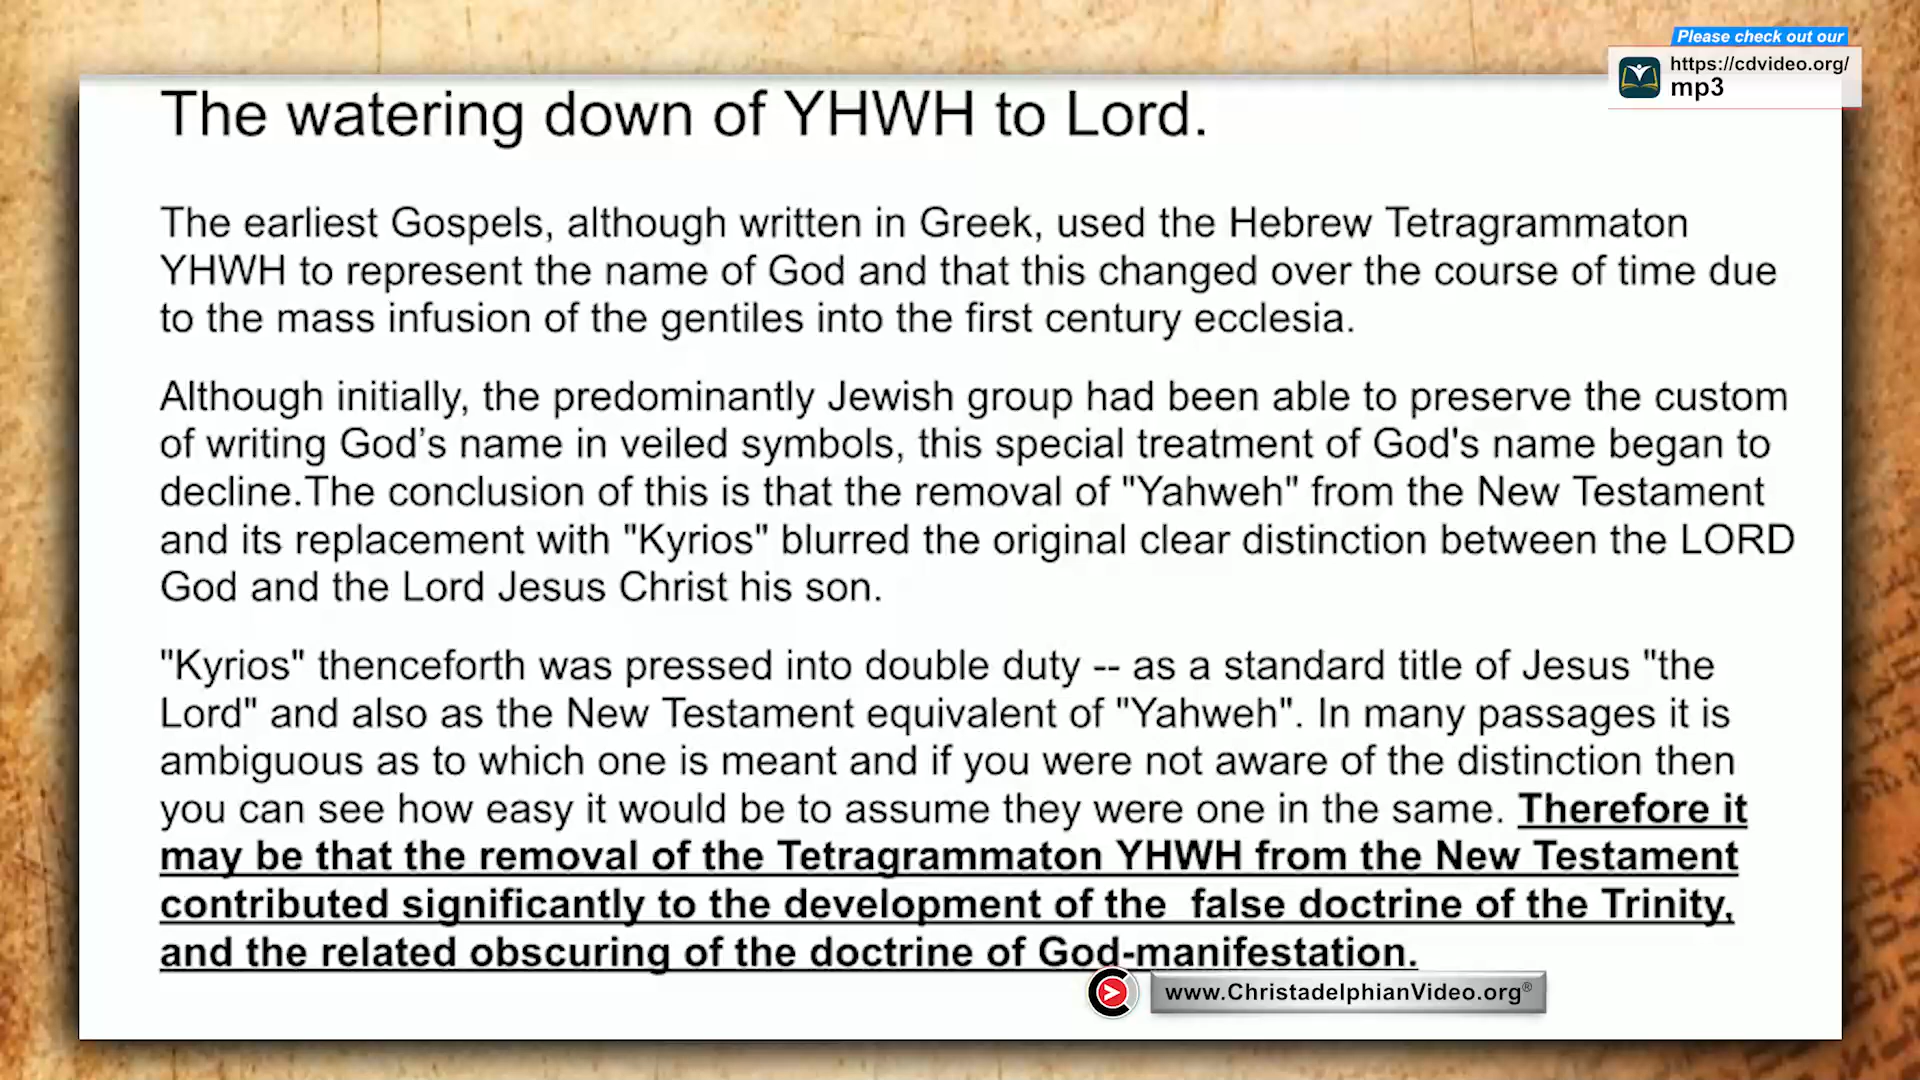 Please check out our
https://cdvideo.org/
mp3
The watering down of YHWH to Lord.
The earliest Gospels, although written in Greek, used the Hebrew Tetragrammaton
YHWH to represent the name of God and that this changed over the course of time due
to the mass infusion of the gentiles into the first century ecclesia.
Although initially, the predominantly Jewish group had been able to preserve the custom
of writing God’s name in veiled symbols, this special treatment of God's name began to
decline.The conclusion of this is that the removal of "Yahweh" from the New Testament
and its replacement with "Kyrios" blurred the original clear distinction between the LORD
God and the Lord Jesus Christ his son.
"Kyrios" thenceforth was pressed into double duty -- as a standard title of Jesus "the
Lord" and also as the New Testament equivalent of "Yahweh". In many passages it is
ambiguous as to which one is meant and if you were not aware of the distinction then
you can see how easy it would be to assume they were one in the same. Therefore it
may be that the removal of the Tetragrammaton YHWH from the New Testament
contributed significantly to the development of the  false doctrine of the Trinity,
and the related obscuring of the doctrine of God-manifestation.
www.ChristadelphianVideo.org®